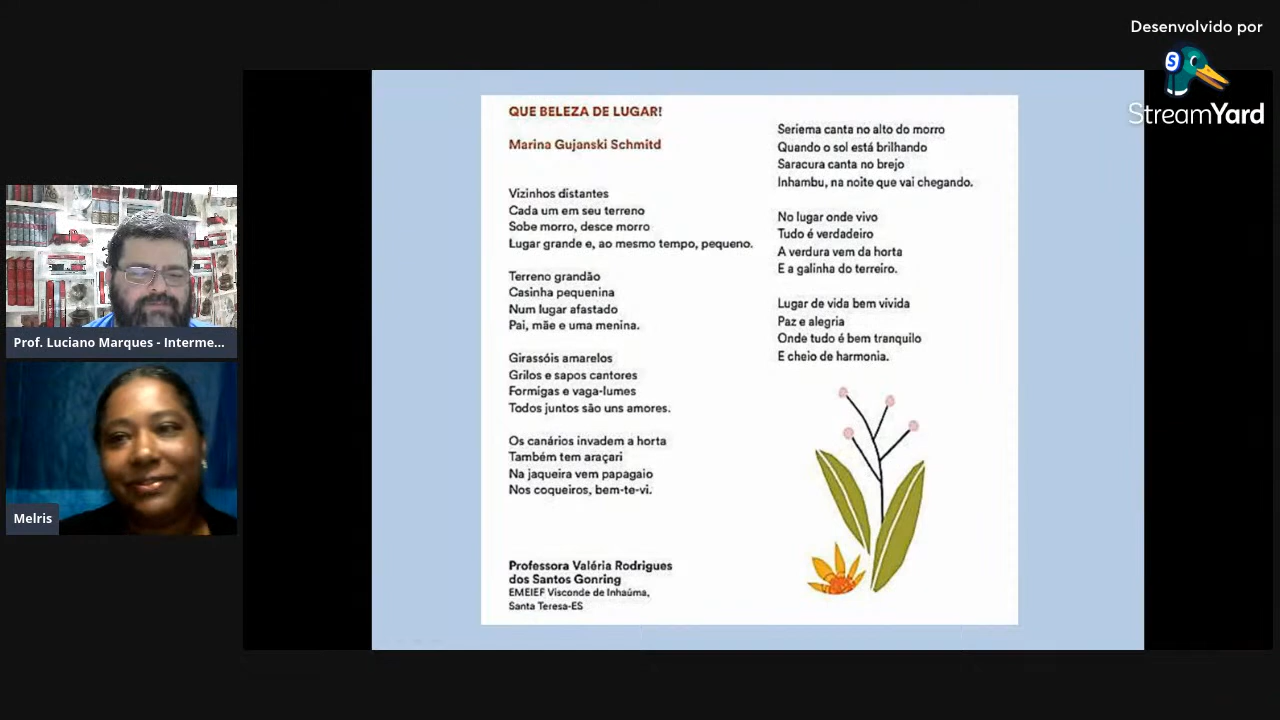 Desenvolvido por
StreamYard
QUE BELEZA DE LUGAR!
Marina Gujanski Schmitd
Vizinhos distantes
Cada um em seu terreno
Sobe morro, desce morro
Lugar grande e, ao mesmo tempo, pequeno.
Terreno grandão
Casinha pequenina
Num lugar afastado
Pai, mãe e uma menina.
Girassóis amarelos
Grilos e sapos cantores
Formigas e vaga-lumes
Todos juntos são uns amores.
Os canários invadem a horta
Também tem araçari
Na jaqueira vem papagaio
Nos coqueiros, bem-te-vi.
Professora Valéria Rodrigues
dos Santos Gonring
EMEIEF Visconde de Inhaúma,
Santa Teresa-ES
Seriema canta no alto do morro
Quando o sol está brilhando
Saracura canta no brejo
Inhambu, na noite que vai chegando.
No lugar onde vivo
Tudo é verdadeiro
A verdura vem da horta
E a galinha do terreiro.
Lugar de vida bem vivida
Paz e alegria
Onde tudo é bem tranquilo
E cheio de harmonia.
Prof. Luciano Marques - Interme...
Melris